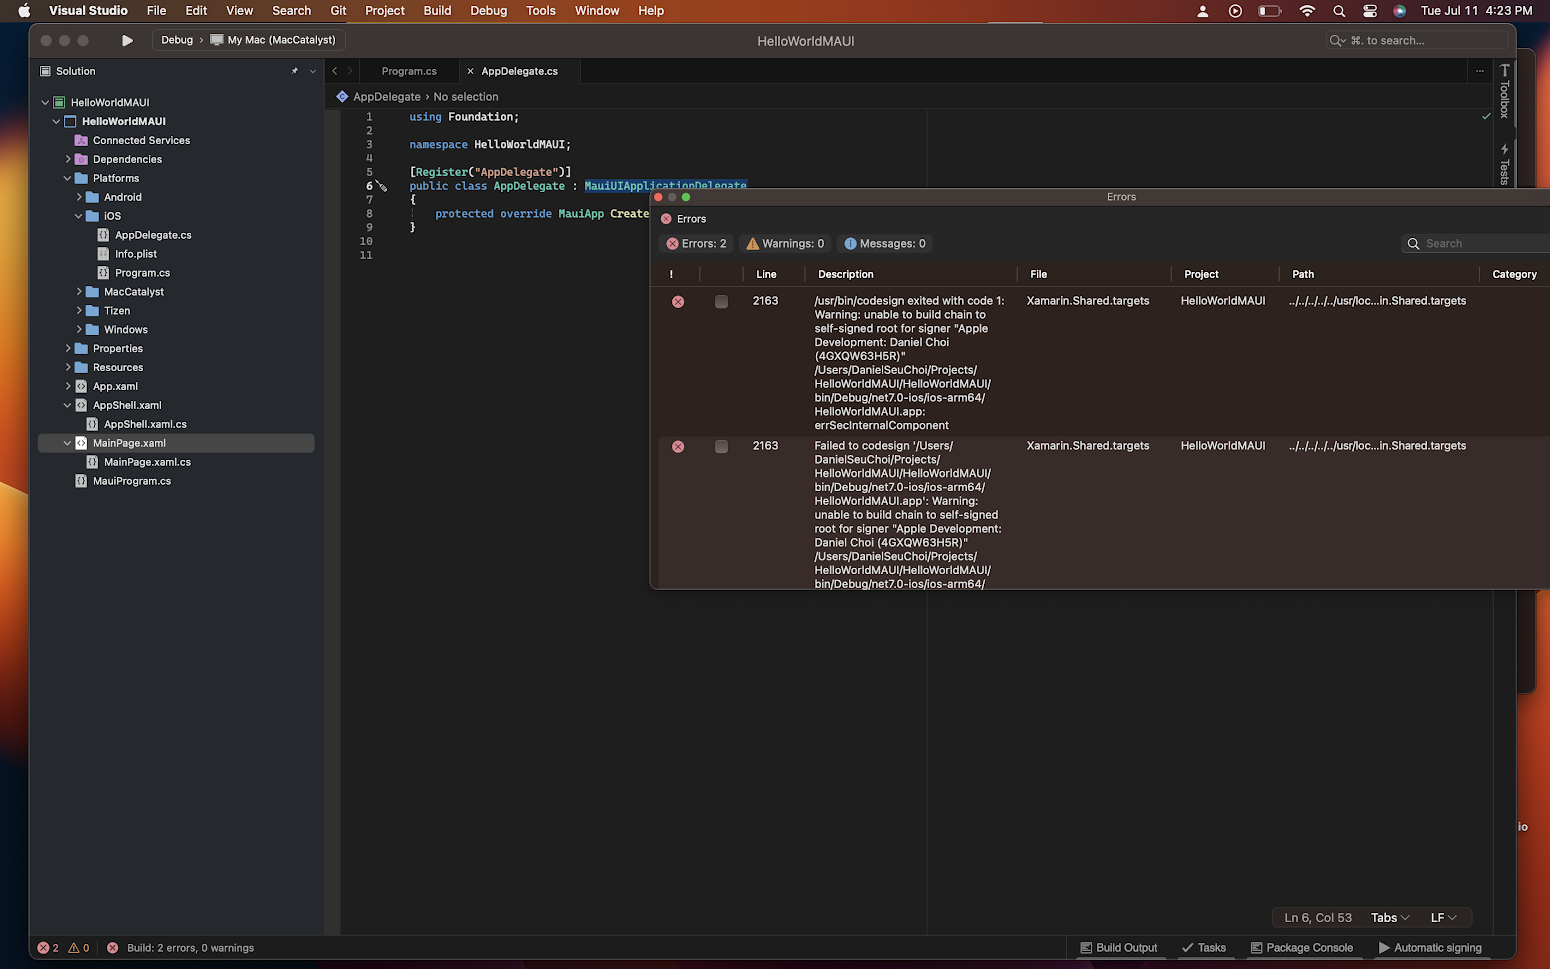 Visual Studio File Edit View Search Git Project Build Debug Tools Window Help
Tue Jul 11 4:23 PM
Debug › My Mac (MacCatalyst)
HelloWorldMAUI
⌘. to search...
Solution
Program.cs
× AppDelegate.cs
...
Toolbox
Tests
AppDelegate › No selection
HelloWorldMAUI
HelloWorldMAUI
Connected Services
Dependencies
Platforms
Android
iOS
AppDelegate.cs
Info.plist
Program.cs
MacCatalyst
Tizen
Windows
Properties
Resources
App.xaml
AppShell.xaml
AppShell.xaml.cs
MainPage.xaml
MainPage.xaml.cs
MauiProgram.cs
1 using Foundation;
2
3 namespace HelloWorldMAUI;
4
5 [Register("AppDelegate")]
6 public class AppDelegate : MauiUIApplicationDelegate
7 {
8 protected override MauiApp Create
9 }
10
11
Errors
Errors
Errors: 2 Warnings: 0 Messages: 0
Search
! Line Description File Project Path Category
2163
/usr/bin/codesign exited with code 1:
Warning: unable to build chain to
self-signed root for signer "Apple
Development: Daniel Choi
(4GXQW63H5R)"
/Users/DanielSeuChoi/Projects/
HelloWorldMAUI/HelloWorldMAUI/
bin/Debug/net7.0-ios/ios-arm64/
HelloWorldMAUI.app:
errSecInternalComponent
Xamarin.Shared.targets
HelloWorldMAUI
../../../../../usr/loc...in.Shared.targets
2163
Failed to codesign '/Users/
DanielSeuChoi/Projects/
HelloWorldMAUI/HelloWorldMAUI/
bin/Debug/net7.0-ios/ios-arm64/
HelloWorldMAUI.app': Warning:
unable to build chain to self-signed
root for signer "Apple Development:
Daniel Choi (4GXQW63H5R)"
/Users/DanielSeuChoi/Projects/
HelloWorldMAUI/HelloWorldMAUI/
bin/Debug/net7.0-ios/ios-arm64/
Xamarin.Shared.targets
HelloWorldMAUI
../../../../../usr/loc...in.Shared.targets
io
Ln 6, Col 53 Tabs LF
2 0 Build: 2 errors, 0 warnings
Build Output Tasks Package Console Automatic signing